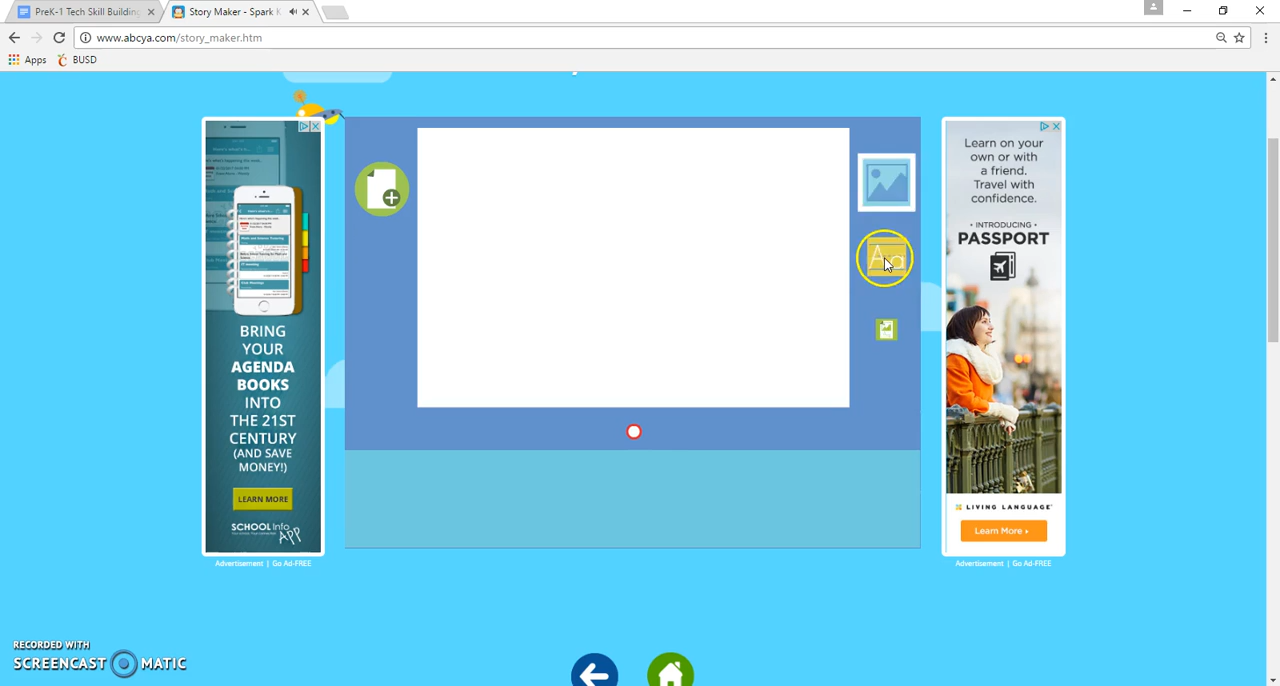 PreK-1 Tech Skill Building
Story Maker - Spark K
www.abcya.com/story_maker.htm
Apps
BUSD
BRING
YOUR
AGENDA
BOOKS
INTO
THE 21ST
CENTURY
(AND SAVE
MONEY!)
LEARN MORE
SCHOOL Info
APP
Advertisement | Go Ad-FREE
Aa
Learn on your
own or with
a friend.
Travel with
confidence.
• INTRODUCING •
PASSPORT
LIVING LANGUAGE
Learn More ▸
Advertisement | Go Ad-FREE
RECORDED WITH
SCREENCAST MATIC